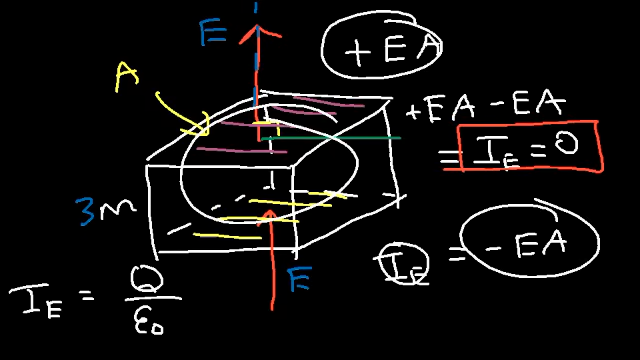 E
+EA
A
+EA - EA
= I_E = 0
3m
I_E = -EA
E
I_E = Q/ε₀